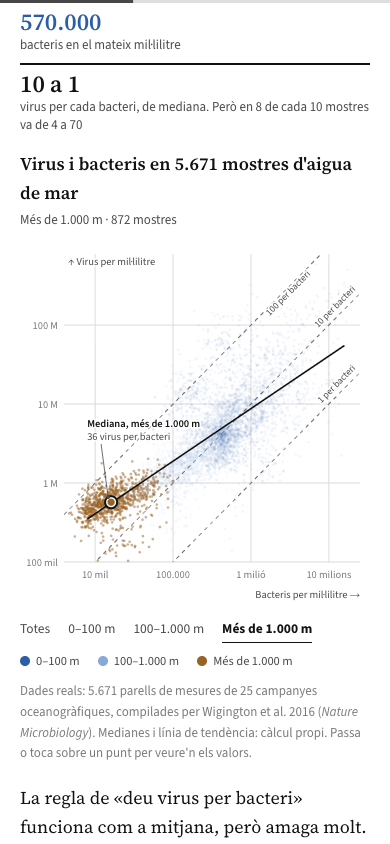 570.000
bacteris en el mateix mil·lilitre
10 a 1
virus per cada bacteri, de mediana. Però en 8 de cada 10 mostres
va de 4 a 70
Virus i bacteris en 5.671 mostres d'aigua
de mar
Més de 1.000 m · 872 mostres
↑ Virus per mil·lilitre
100 per bacteri
10 per bacteri
1 per bacteri
100 M
10 M
1 M
100 mil
Mediana, més de 1.000 m
36 virus per bacteri
10 mil
100.000
1 milió
10 milions
Bacteris per mil·lilitre →
Totes 0–100 m 100–1.000 m Més de 1.000 m
0–100 m 100–1.000 m Més de 1.000 m
Dades reals: 5.671 parells de mesures de 25 campanyes
oceanogràfiques, compilades per Wigington et al. 2016 (Nature
Microbiology). Medianes i línia de tendència: càlcul propi. Passa
o toca sobre un punt per veure'n els valors.
La regla de «deu virus per bacteri»
funciona com a mitjana, però amaga molt.